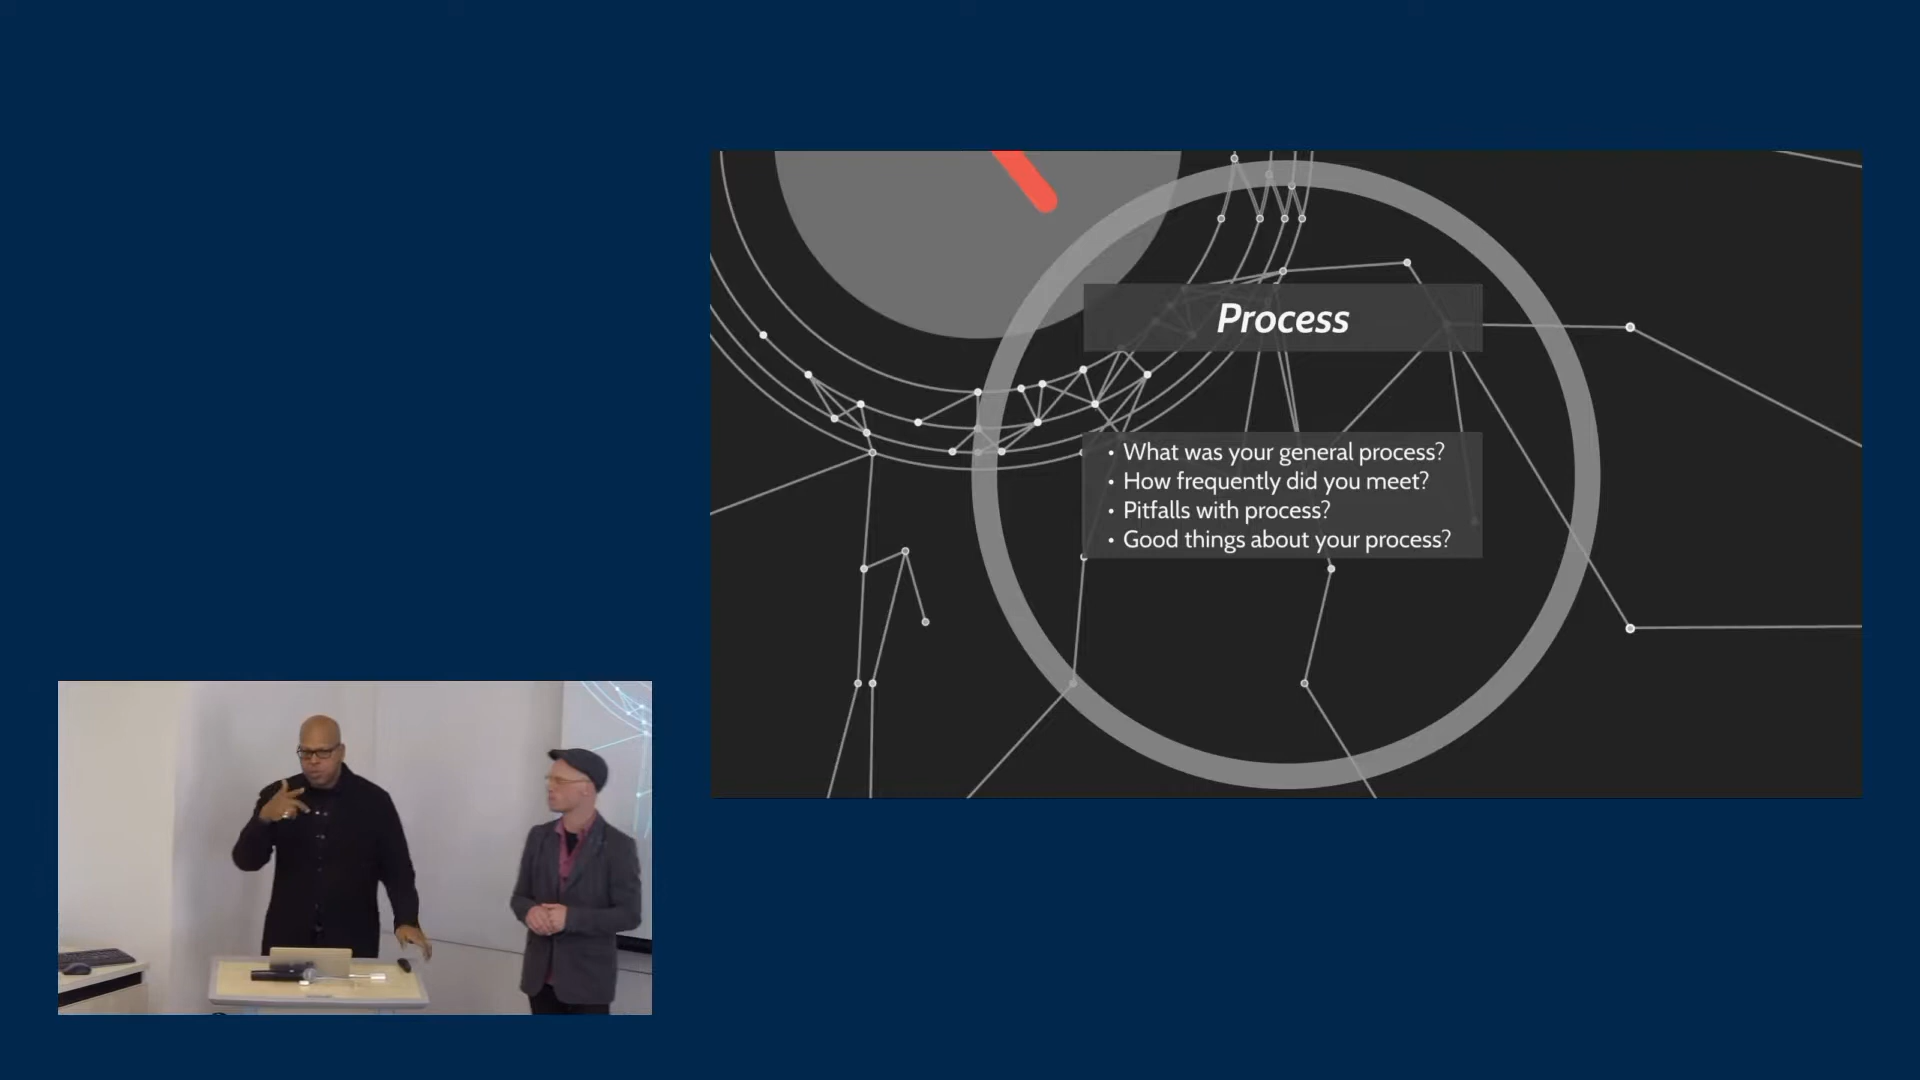 Process
• What was your general process?
• How frequently did you meet?
• Pitfalls with process?
• Good things about your process?